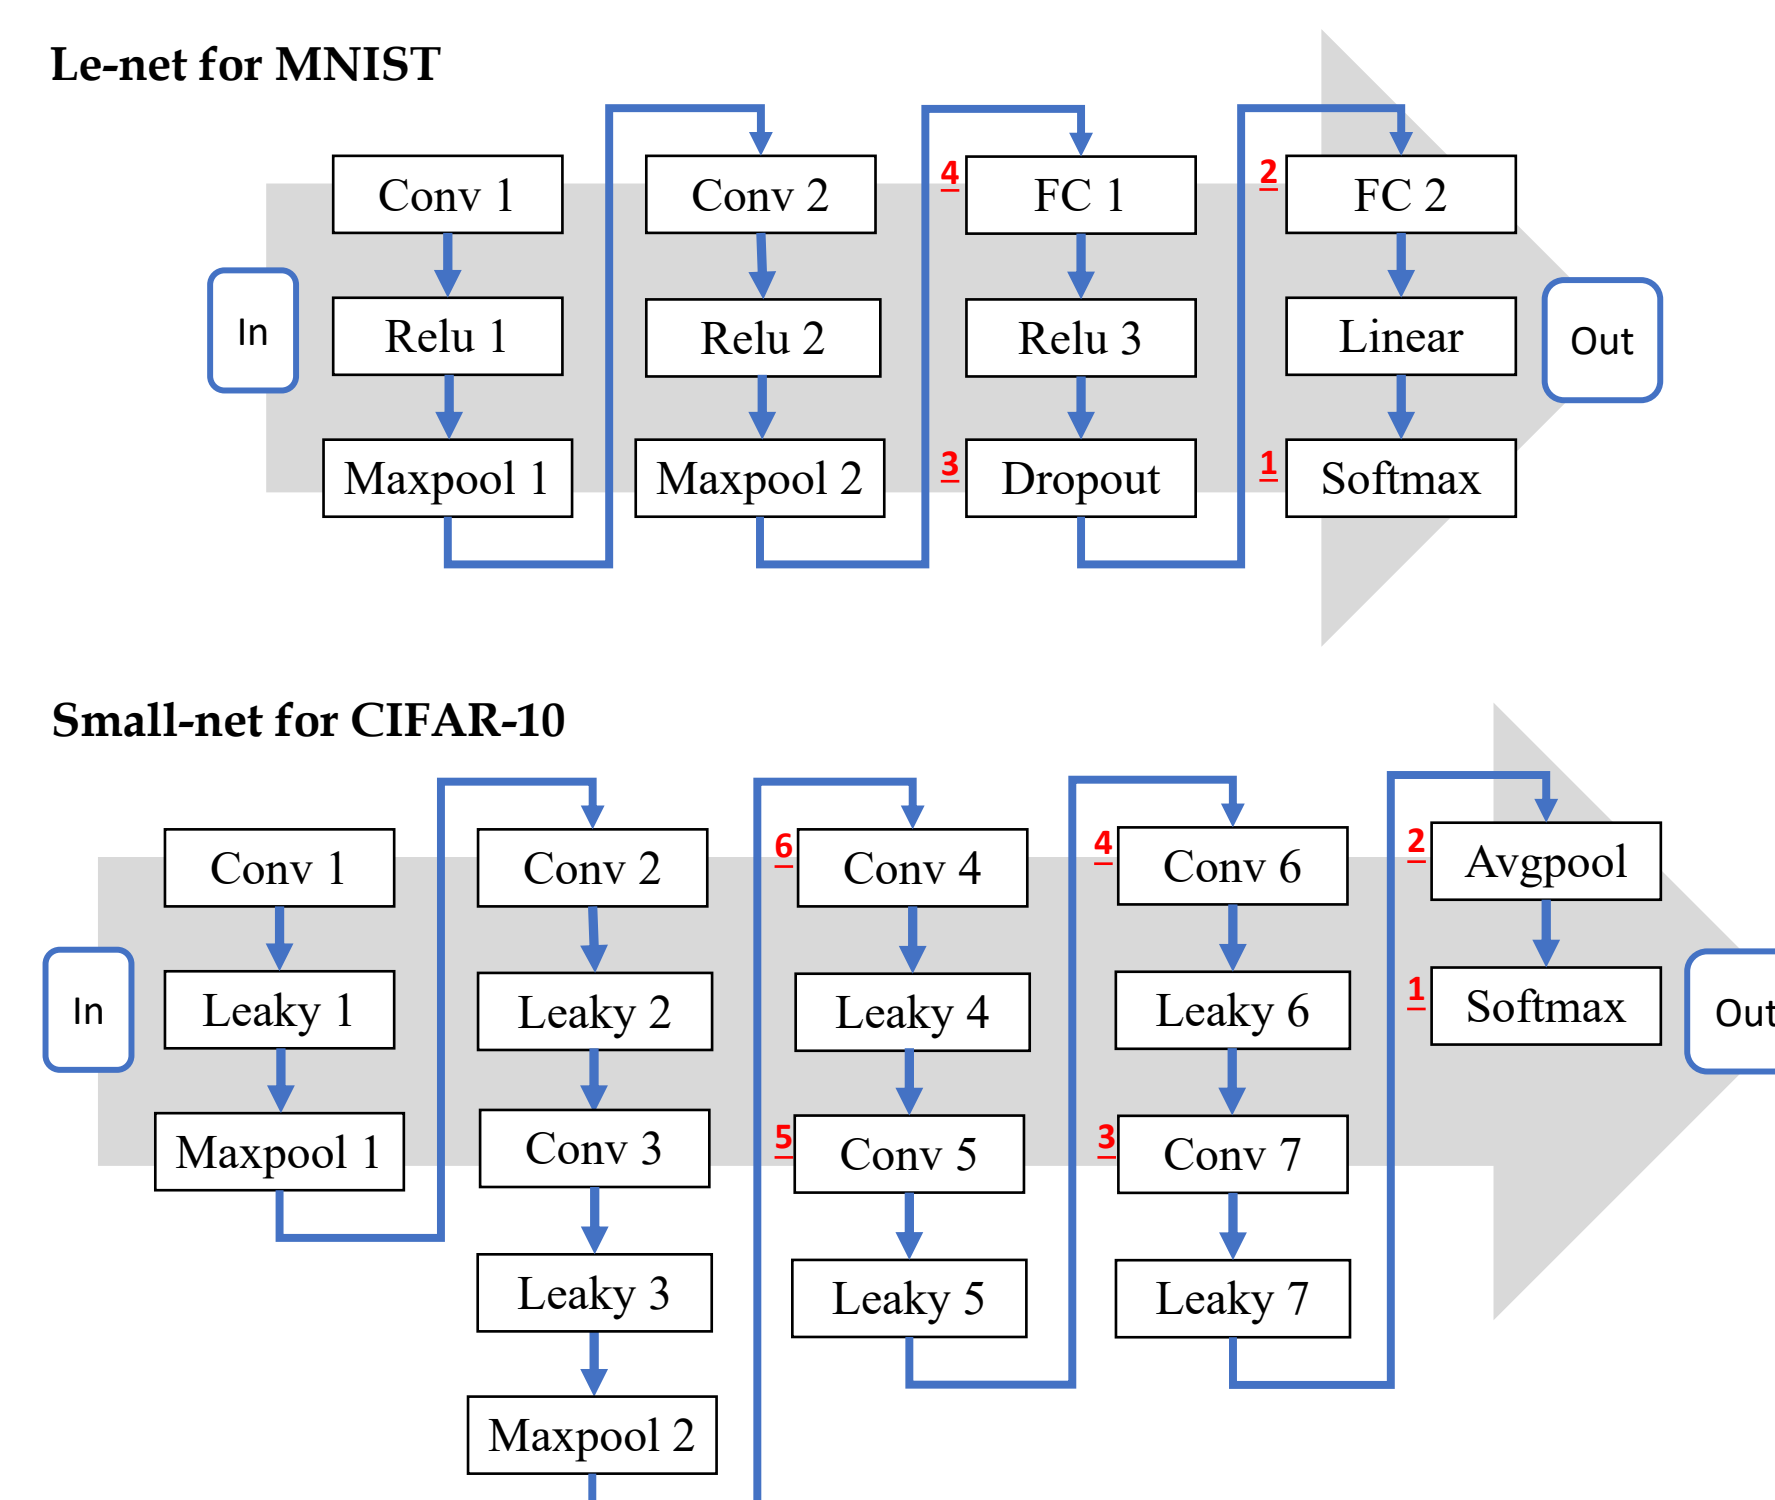 Le-net for MNIST
In
Conv 1
Relu 1
Maxpool 1
Conv 2
Relu 2
Maxpool 2
4
FC 1
Relu 3
3
Dropout
2
FC 2
Linear
1
Softmax
Out
Small-net for CIFAR-10
In
Conv 1
Leaky 1
Maxpool 1
Conv 2
Leaky 2
Conv 3
Leaky 3
Maxpool 2
6
Conv 4
Leaky 4
5
Conv 5
Leaky 5
4
Conv 6
Leaky 6
3
Conv 7
Leaky 7
2
Avgpool
1
Softmax
Out